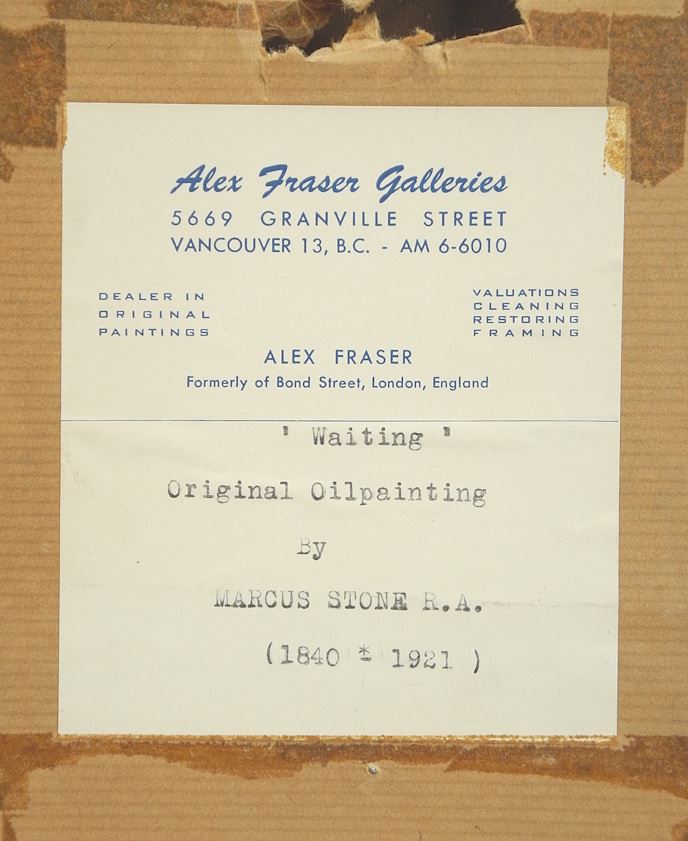 Alex Fraser Galleries
5669 GRANVILLE STREET
VANCOUVER 13, B.C. - AM 6-6010
DEALER IN
ORIGINAL
PAINTINGS
VALUATIONS
CLEANING
RESTORING
FRAMING
ALEX FRASER
Formerly of Bond Street, London, England
' Waiting '
Original Oilpainting
By
MARCUS STONE R.A.
(1840 * 1921 )